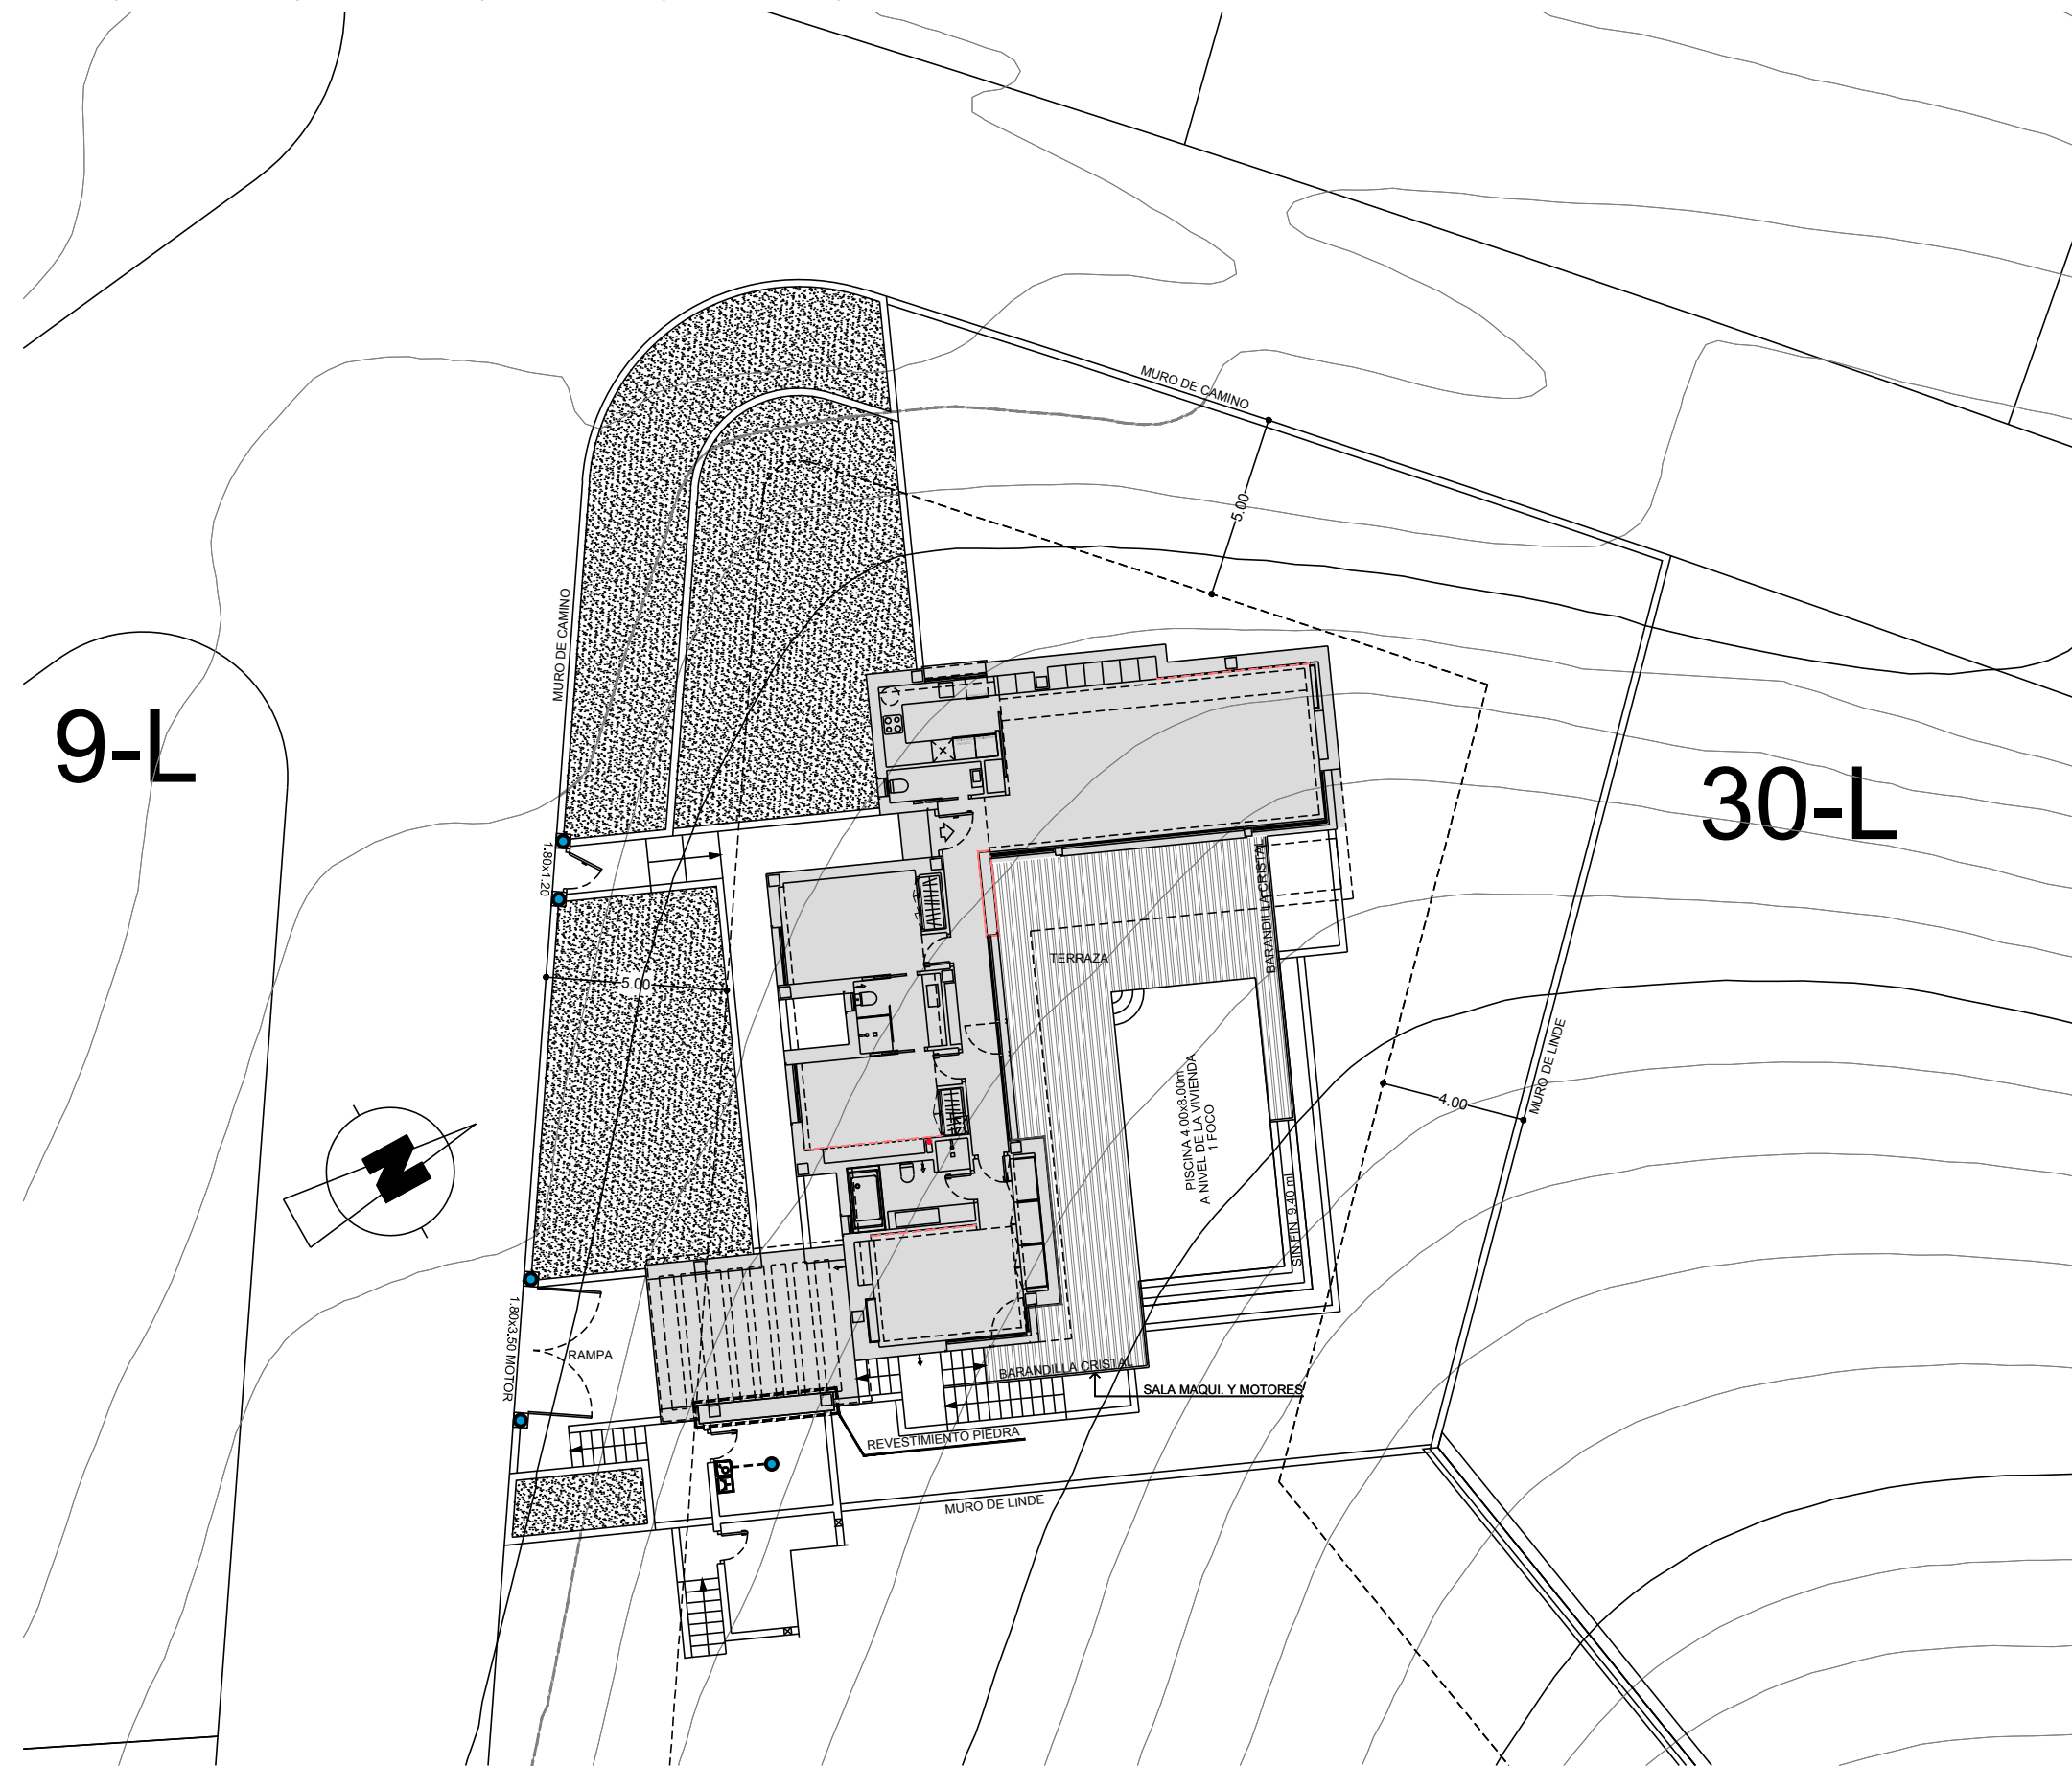 MURO DE CAMINO
5.00
MURO DE CAMINO
9-L
30-L
1.80x1.20
BARANDILLA CRISTAL
TERRAZA
5.00
PISCINA 4.00x8.00m
A NIVEL DE LA VIVIENDA
1 FOCO
4.00
MURO DE LINDE
N
SIN FIN: 9.40 ml
1.80x3.50 MOTOR
RAMPA
BARANDILLA CRISTAL
SALA MAQUI. Y MOTORES
REVESTIMIENTO PIEDRA
MURO DE LINDE